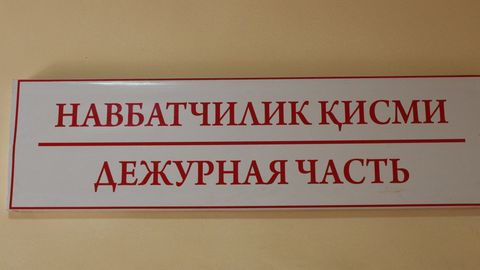 НАВБАТЧИЛИК ҚИСМИ
ДЕЖУРНАЯ ЧАСТЬ